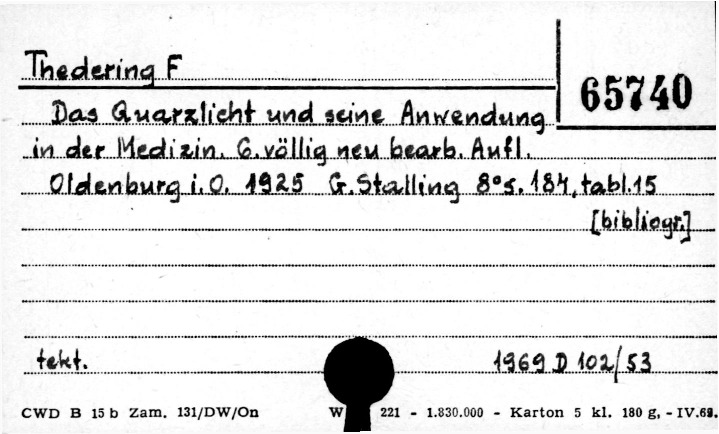 Thedering F
65740
Das Quarzlicht und seine Anwendung
in der Medizin. 6. völlig neu bearb. Aufl.
Oldenburg i. O. 1925 G. Stalling 8° s. 184, tabl. 15
[bibliogr.]
tekt.
1969 D 102/53
CWD B 15 b Zam. 131/DW/On W 221 - 1.830.000 - Karton 5 kl. 180 g, - IV.68.